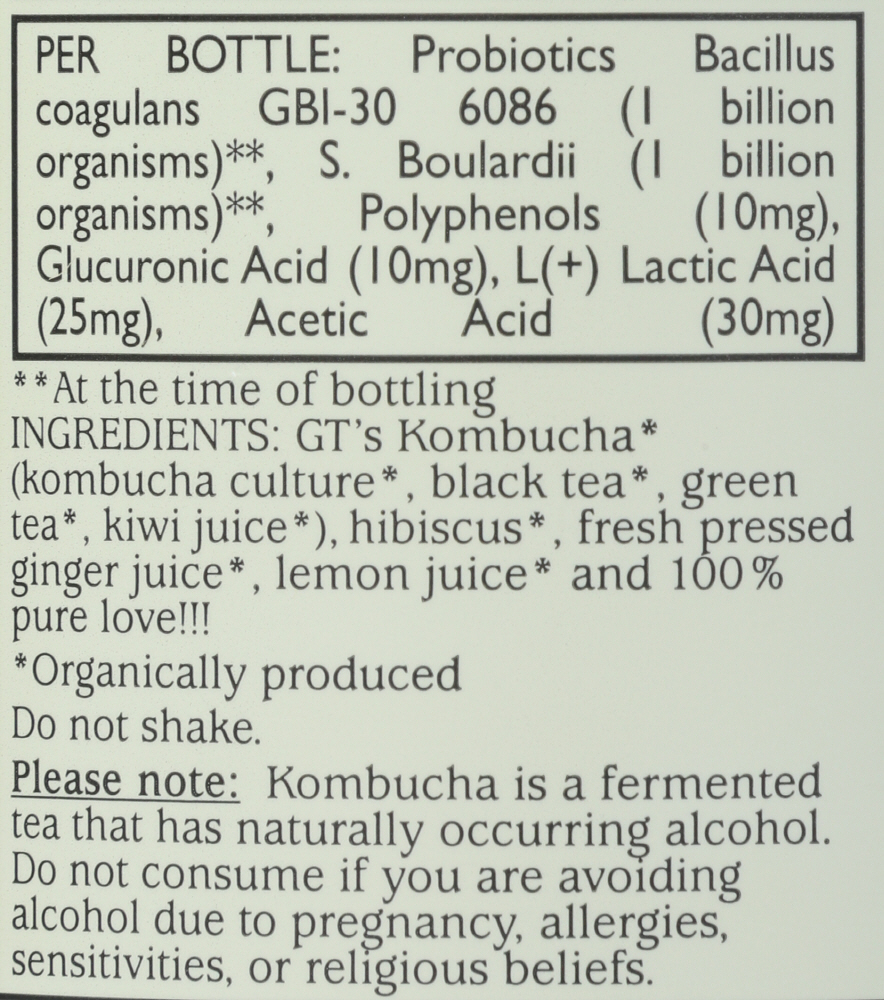 PER BOTTLE: Probiotics Bacillus
coagulans GBI-30 6086 (1 billion
organisms)**, S. Boulardii (1 billion
organisms)**, Polyphenols (10mg),
Glucuronic Acid (10mg), L(+) Lactic Acid
(25mg), Acetic Acid (30mg)
**At the time of bottling
INGREDIENTS: GT's Kombucha*
(kombucha culture*, black tea*, green
tea*, kiwi juice*), hibiscus*, fresh pressed
ginger juice*, lemon juice* and 100%
pure love!!!
*Organically produced
Do not shake.
Please note: Kombucha is a fermented
tea that has naturally occurring alcohol.
Do not consume if you are avoiding
alcohol due to pregnancy, allergies,
sensitivities, or religious beliefs.